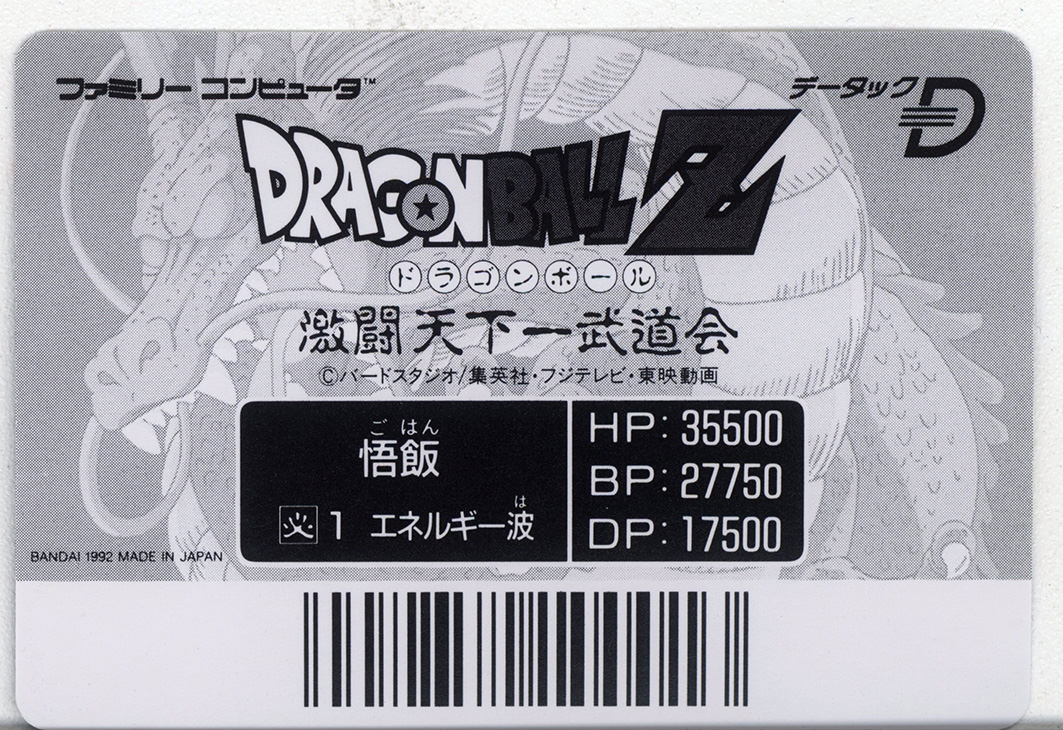 ファミリーコンピュータ™
データック D
DRAGONBALL Z
ドラゴンボール
激闘天下一武道会
©バードスタジオ/集英社・フジテレビ・東映動画
ごはん
悟飯
は
火 1 エネルギー波
HP: 35500
BP: 27750
DP: 17500
BANDAI 1992 MADE IN JAPAN